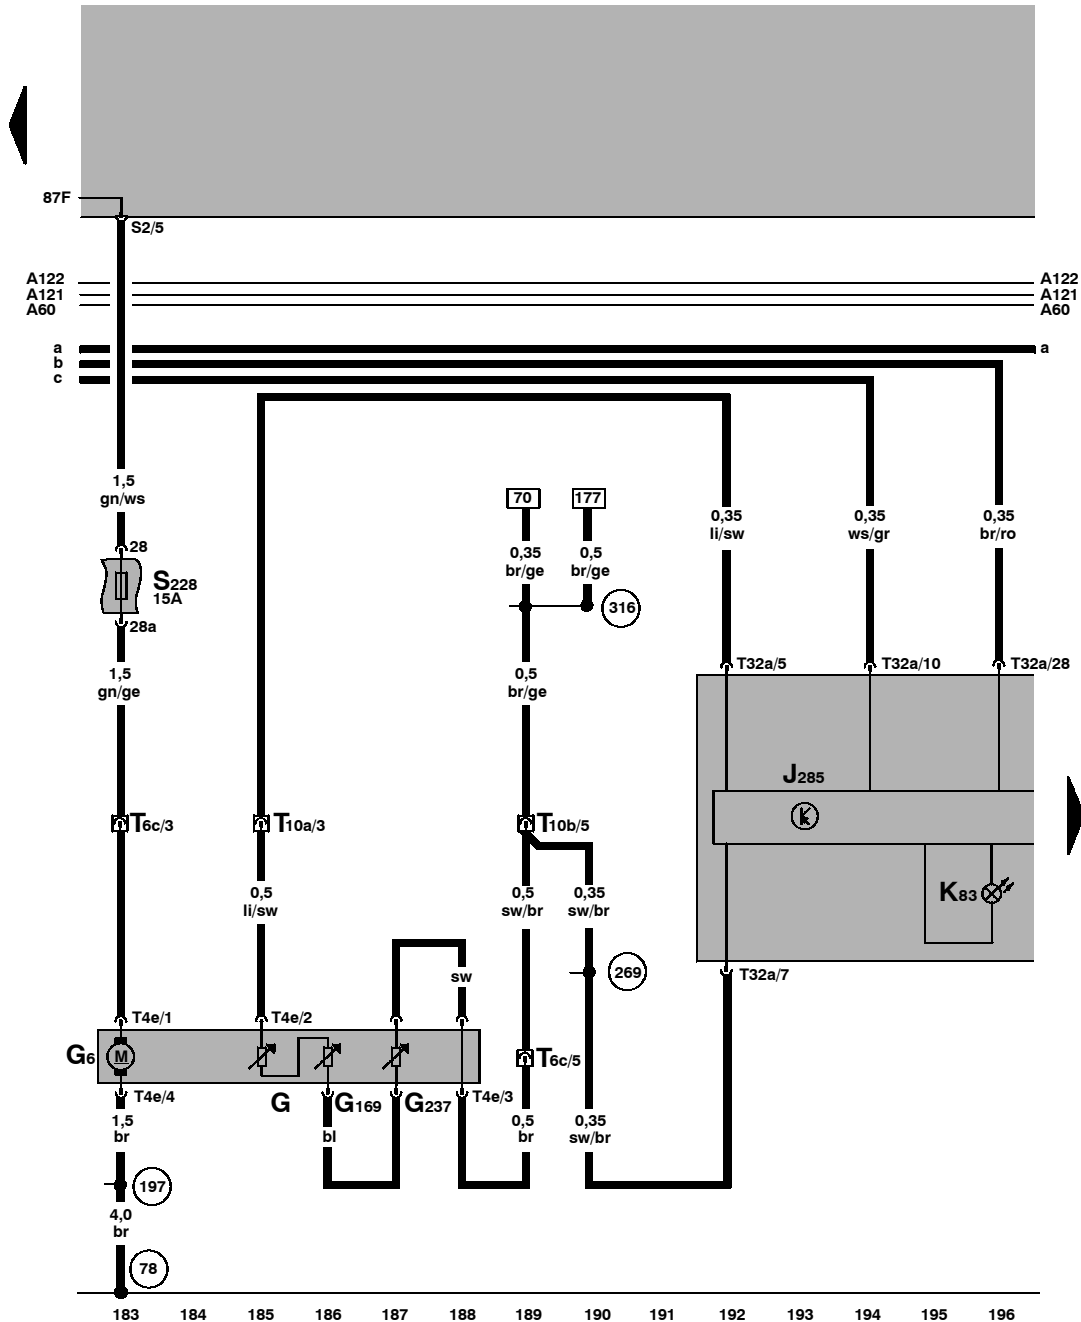 87F
S2/5
A122 A122
A121 A121
A60 A60
a a
b
c
1,5
gn/ws
70 177
0,35 0,35 0,35
li/sw ws/gr br/ro
28
0,35 0,5
br/ge br/ge
S228
15A
316
28a
T32a/5 T32a/10 T32a/28
1,5 0,5
gn/ge br/ge
J285
T6c/3 T10a/3 T10b/5
k
0,5 0,5 0,35
li/sw sw/br sw/br
K83
sw 269 T32a/7
T4e/1 T4e/2
G6 M T6c/5
T4e/4 G G169 G237 T4e/3
1,5 bl 0,5 0,35
br br sw/br
197
4,0
br
78
183 184 185 186 187 188 189 190 191 192 193 194 195 196